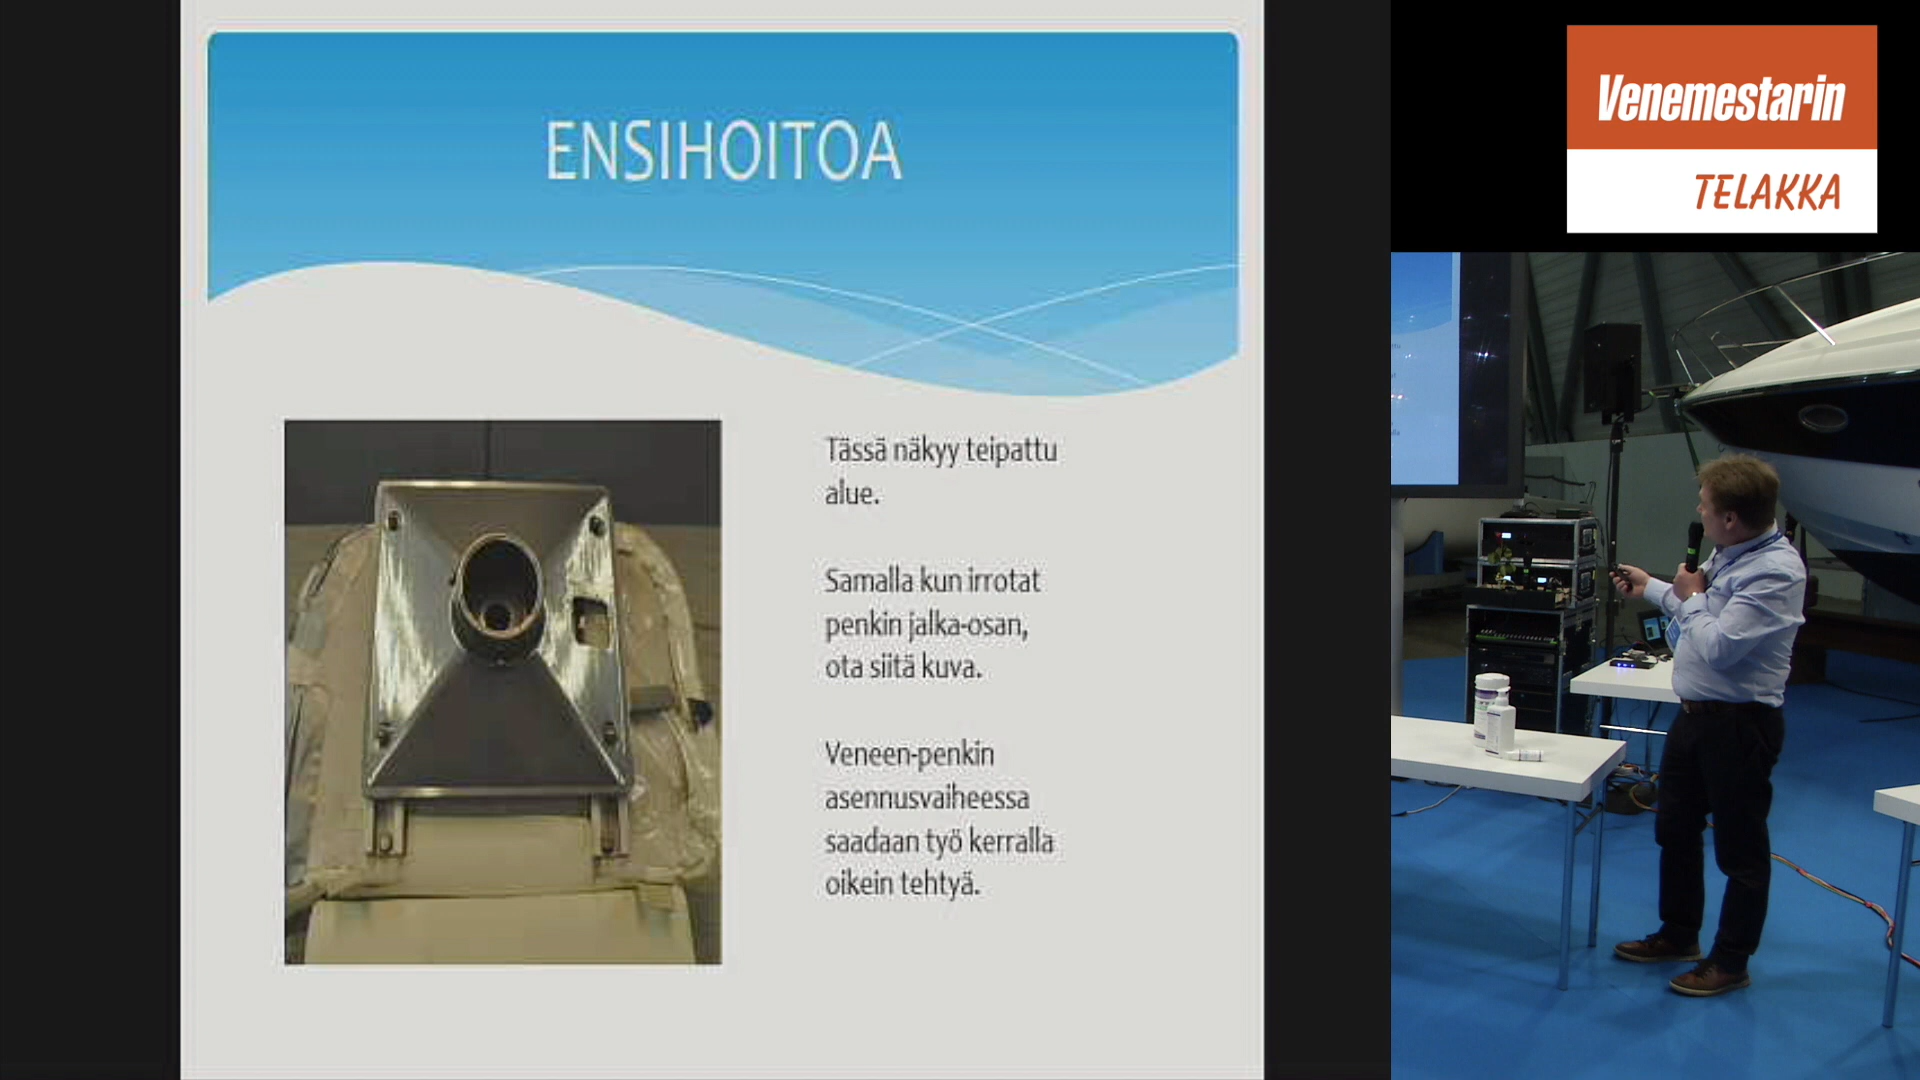 ENSIHOITOA
Tässä näkyy teipattu
alue.
Samalla kun irrotat
penkin jalka-osan,
ota siitä kuva.
Veneen-penkin
asennusvaiheessa
saadaan työ kerralla
oikein tehtyä.
Venemestarin
TELAKKA